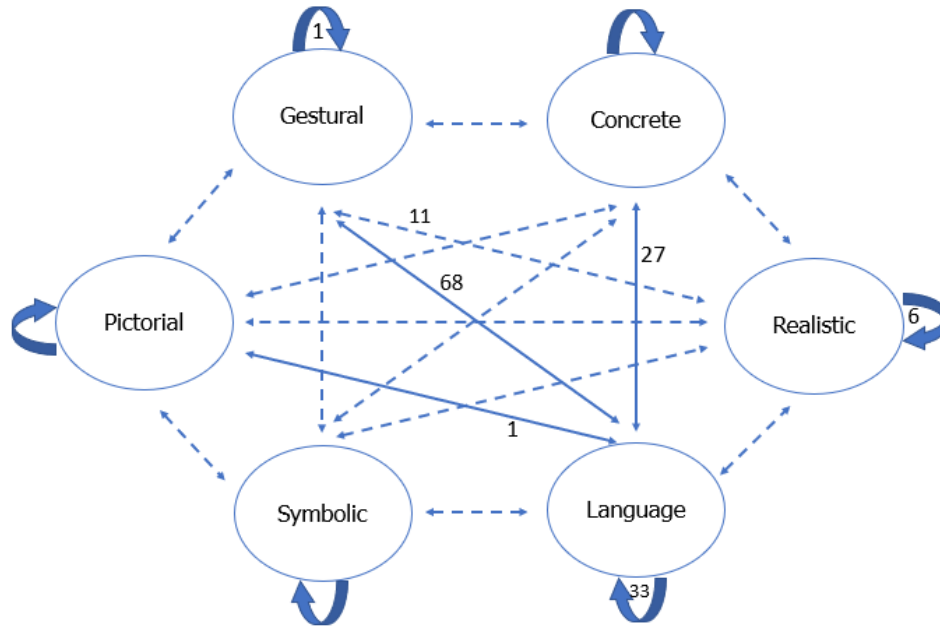 1
Gestural
Concrete
11
27
68
Pictorial
Realistic
6
1
Symbolic
Language
33